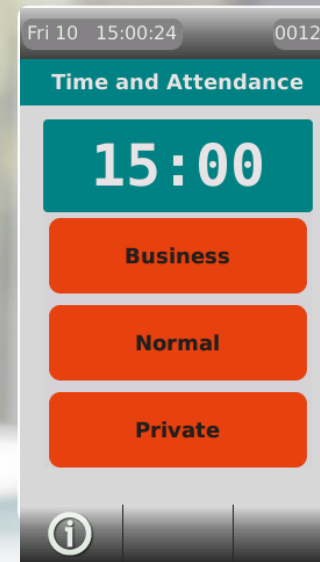 Fri 10 15:00:24 0012
Time and Attendance
15:00
Business
Normal
Private